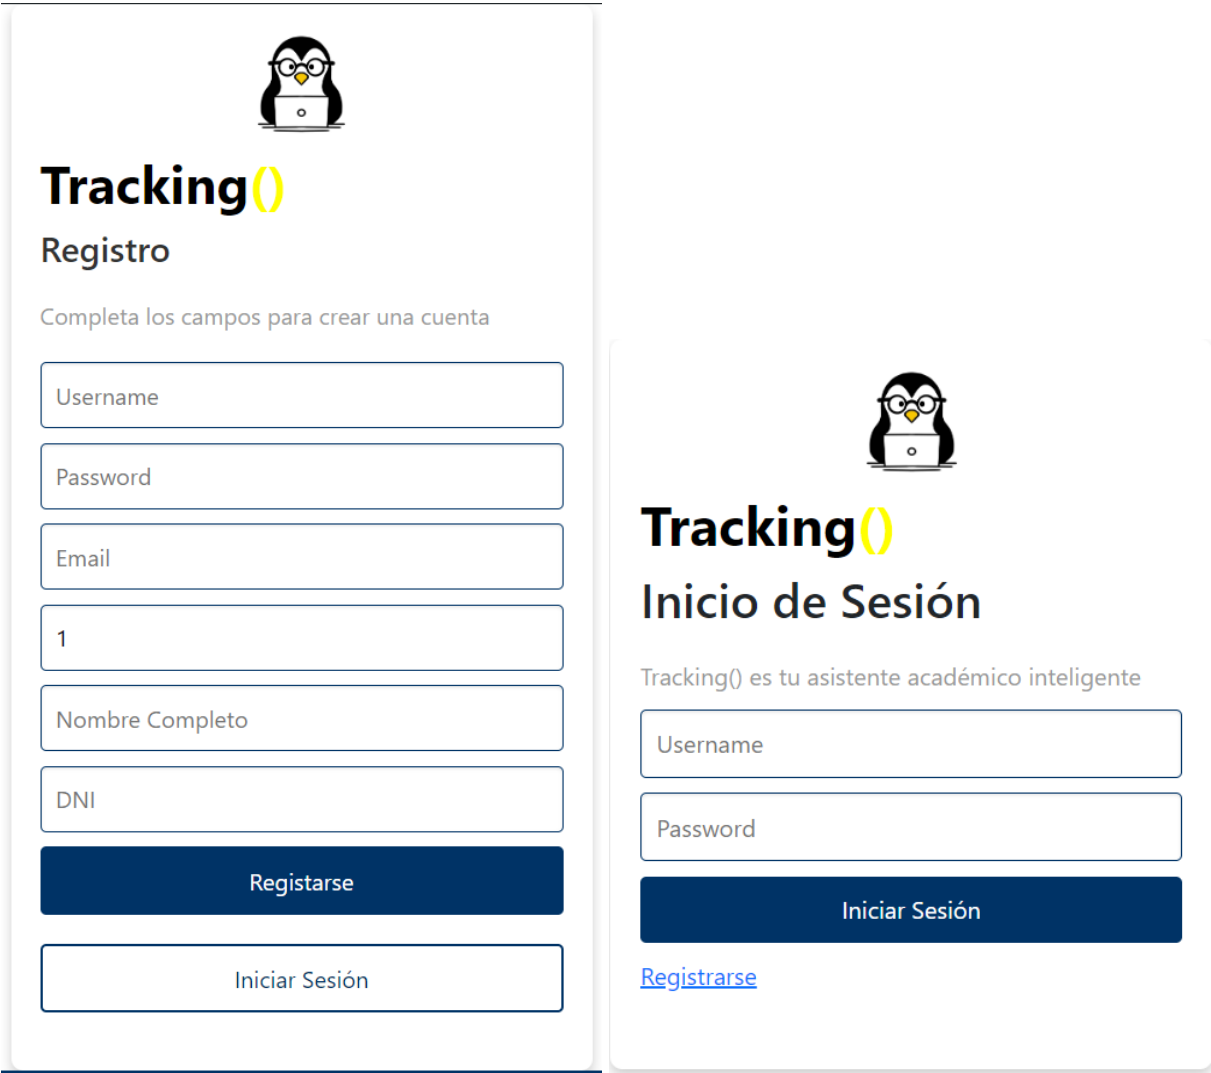 Tracking()
Registro
Completa los campos para crear una cuenta
Username
Password
Email
1
Nombre Completo
DNI
Registarse
Iniciar Sesión
Tracking()
Inicio de Sesión
Tracking() es tu asistente académico inteligente
Username
Password
Iniciar Sesión
Registrarse